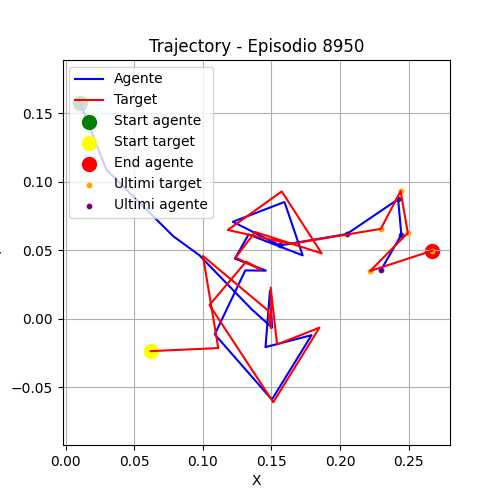 Trajectory - Episodio 8950
Agente
Target
Start agente
Start target
End agente
Ultimi target
Ultimi agente
0.15
0.10
0.05
0.00
−0.05
0.00 0.05 0.10 0.15 0.20 0.25
X